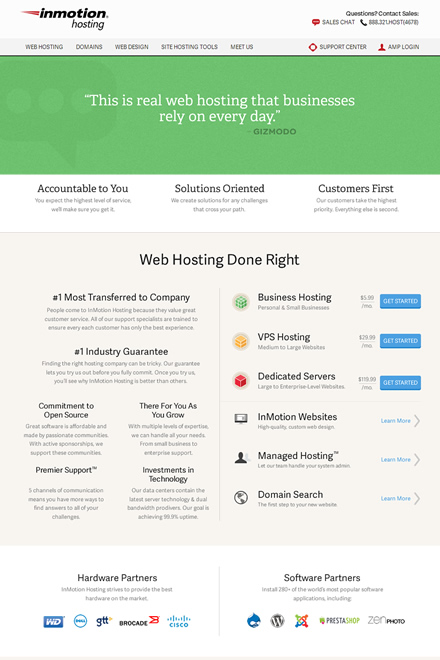 inmotion
hosting
Questions? Contact Sales:
SALES CHAT 888.321.HOST(4678)
WEB HOSTING DOMAINS WEB DESIGN SITE HOSTING TOOLS MEET US SUPPORT CENTER AMP LOGIN
“This is real web hosting that businesses
rely on every day.”
- GIZMODO
Accountable to You
You expect the highest level of service,
we'll make sure you get it.
Solutions Oriented
We create solutions for any challenges
that cross your path.
Customers First
Our customers take the highest
priority. Everything else is second.
Web Hosting Done Right
#1 Most Transferred to Company
People come to InMotion Hosting because they value great
customer service. All of our support specialists are trained to
ensure every each customer has only the best experience.
#1 Industry Guarantee
Finding the right hosting company can be tricky. Our guarantee
lets you try us out before you fully commit. Once you try us,
you'll see why InMotion Hosting is better than others.
Commitment to
Open Source
Great software is affordable and
made by passionate communities.
With active sponsorships, we
support these communities.
There For You As
You Grow
With multiple levels of expertise,
we can handle all your needs.
From small business to
enterprise support.
Premier Support™
5 channels of communication
means you have more ways to
find answers to all of your
challenges.
Investments in
Technology
Our data centers contain the
latest server technology & dual
bandwidth prodivers. Our goal is
achieving 99.9% uptime.
Business Hosting
Personal & Small Businesses
$5.99
/mo.
GET STARTED
VPS Hosting
Medium to Large Websites
$29.99
/mo.
GET STARTED
Dedicated Servers
Large to Enterprise-Level Websites
$119.99
/mo.
GET STARTED
InMotion Websites
High-quality, custom web design.
Learn More
Managed Hosting™
Let our team handle your system admin.
Learn More
Domain Search
The first step to your new website
Learn More
Hardware Partners
InMotion Hosting strives to provide the best
hardware on the market.
WD DELL gtt BROCADE CISCO
Software Partners
Install 280+ of the world's most popular software
applications, including:
PRESTASHOP ZENPHOTO